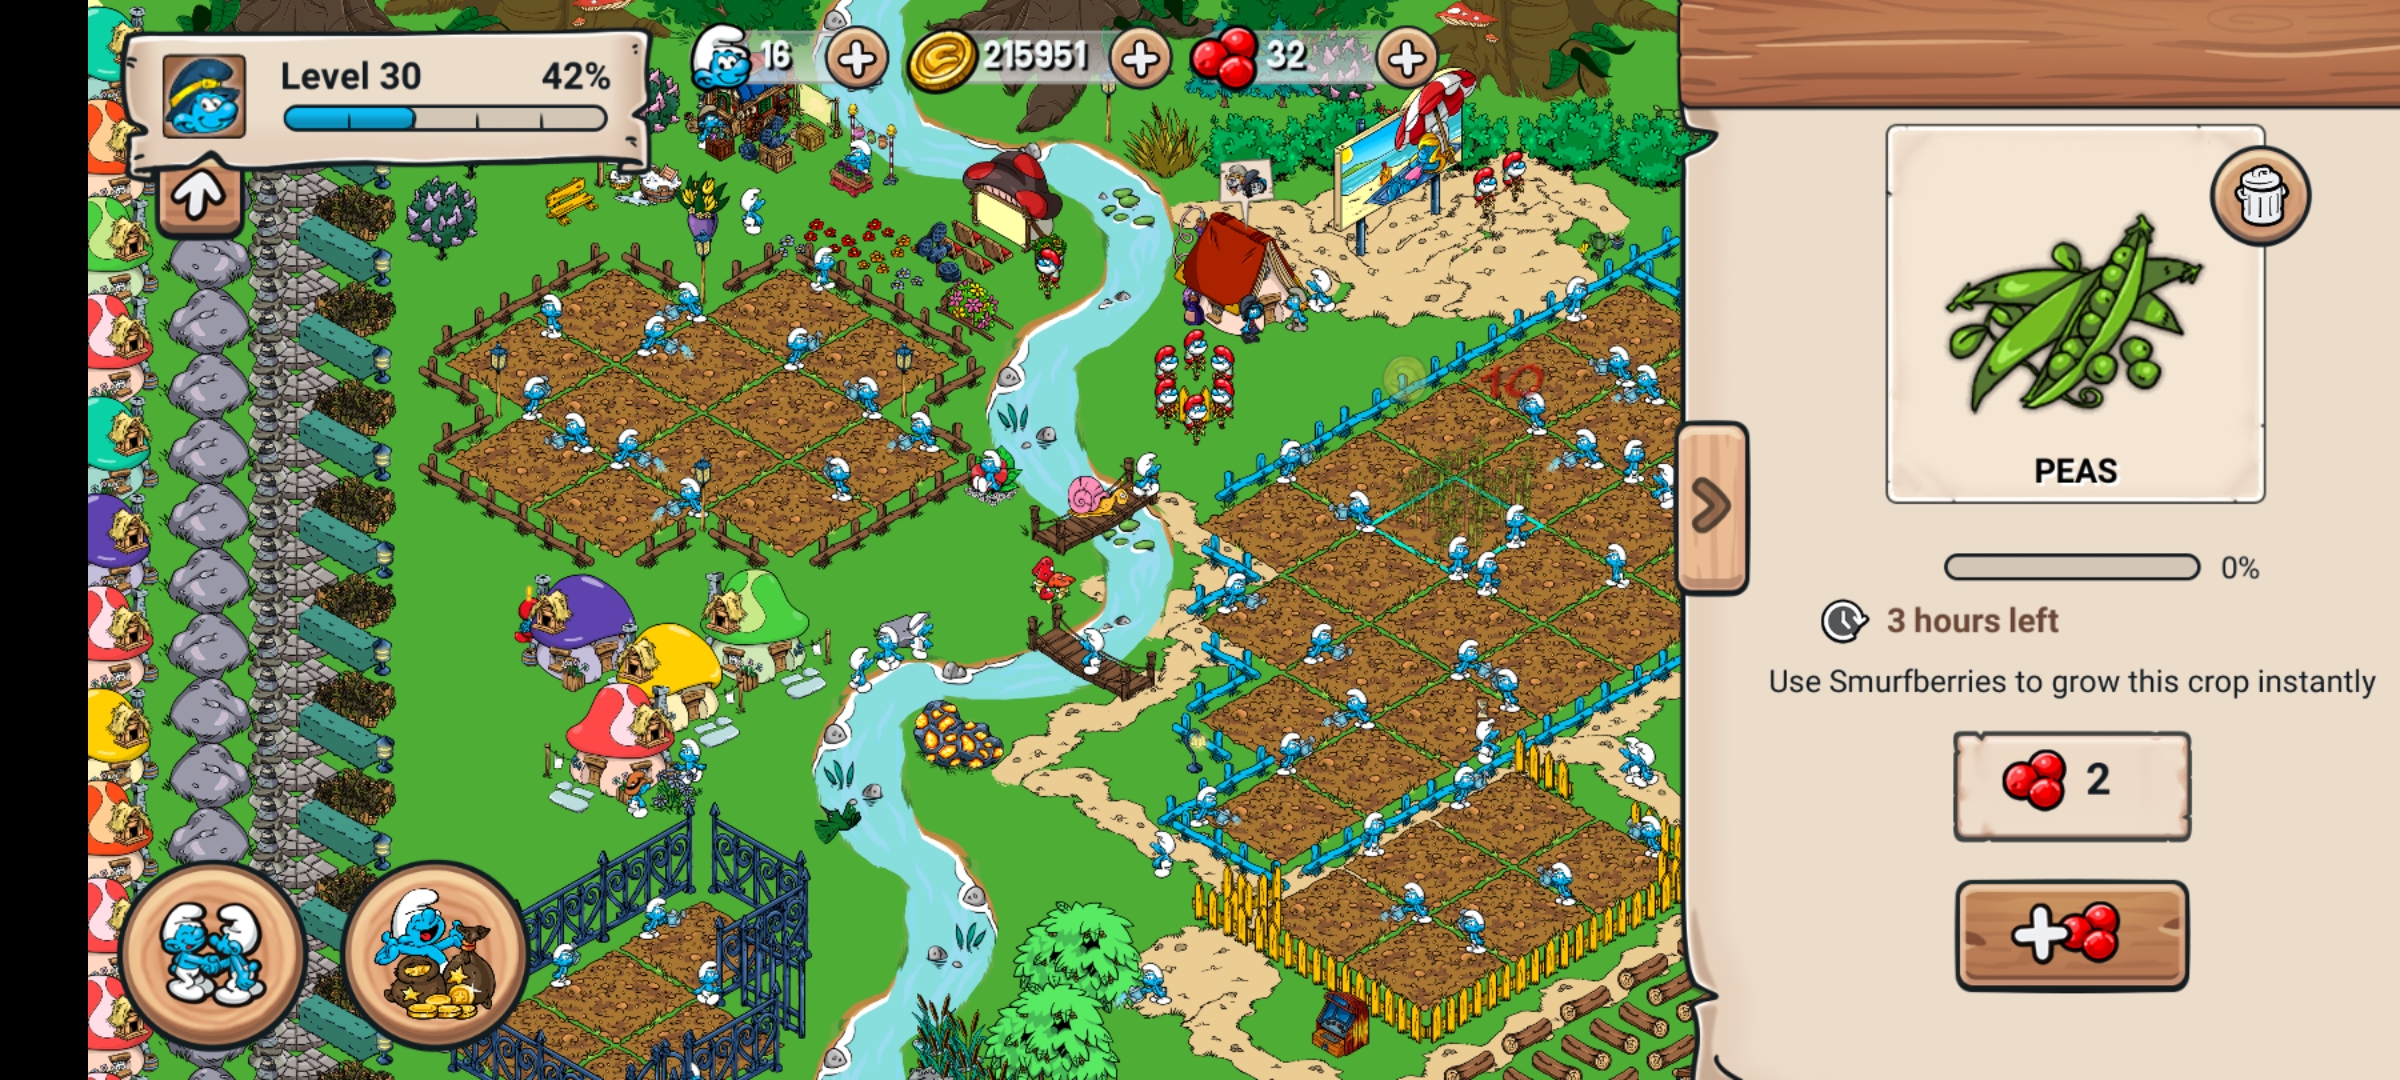 Level 30 42%
16
215951
32
40
PEAS
0%
3 hours left
Use Smurfberries to grow this crop instantly
2